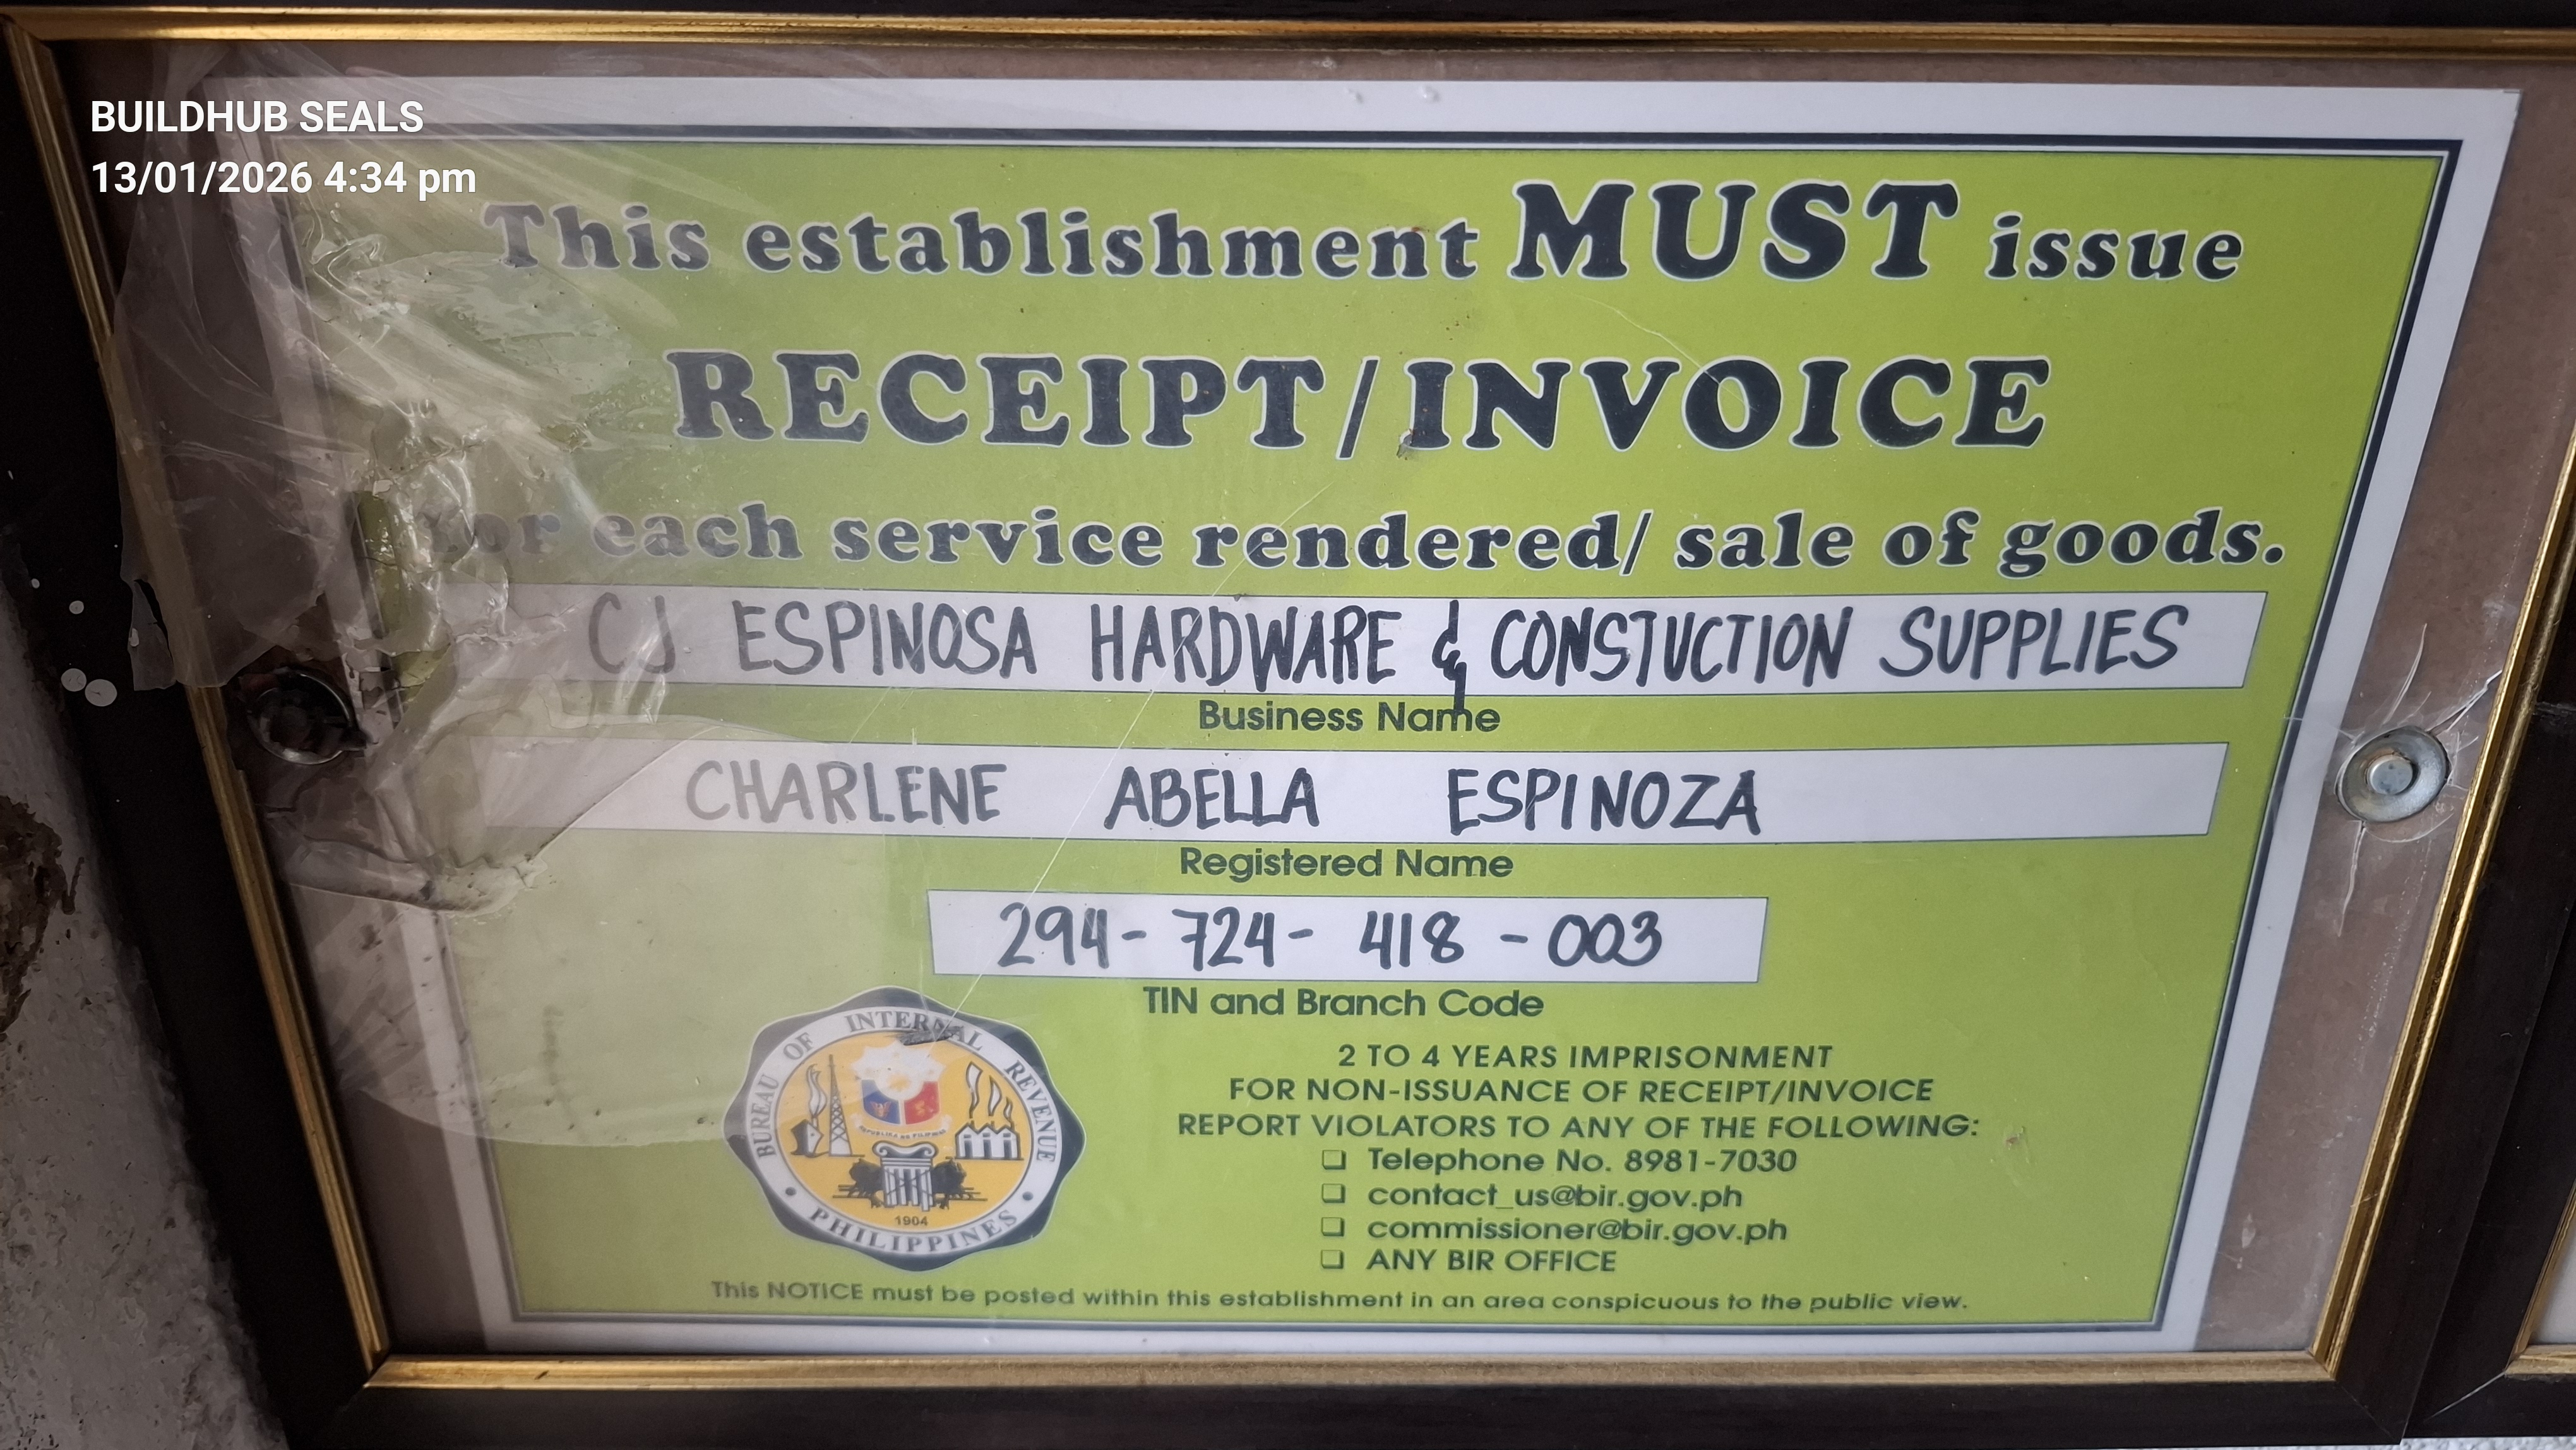 BUILDHUB SEALS
13/01/2026 4:34 pm
This establishment MUST issue
RECEIPT/INVOICE
for each service rendered/ sale of goods.
CJ ESPINOSA HARDWARE & CONSTUCTION SUPPLIES
Business Name
CHARLENE ABELLA ESPINOZA
Registered Name
294-724-418-003
TIN and Branch Code
BUREAU OF INTERNAL REVENUE
REPUBLIKA NG PILIPINAS
1904
PHILIPPINES
2 TO 4 YEARS IMPRISONMENT
FOR NON-ISSUANCE OF RECEIPT/INVOICE
REPORT VIOLATORS TO ANY OF THE FOLLOWING:
❑ Telephone No. 8981-7030
❑ contact_us@bir.gov.ph
❑ commissioner@bir.gov.ph
❑ ANY BIR OFFICE
This NOTICE must be posted within this establishment in an area conspicuous to the public view.